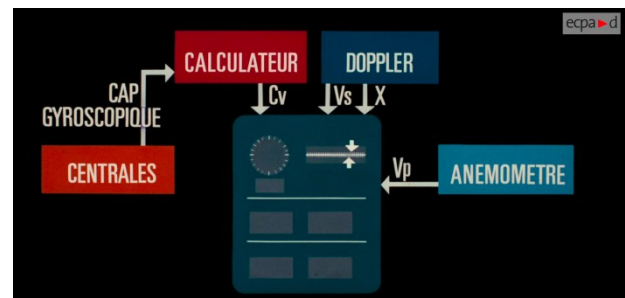 ecpa d
CALCULATEUR
DOPPLER
CAP
GYROSCOPIQUE
Cv
Vs
X
CENTRALES
Vp
ANEMOMETRE